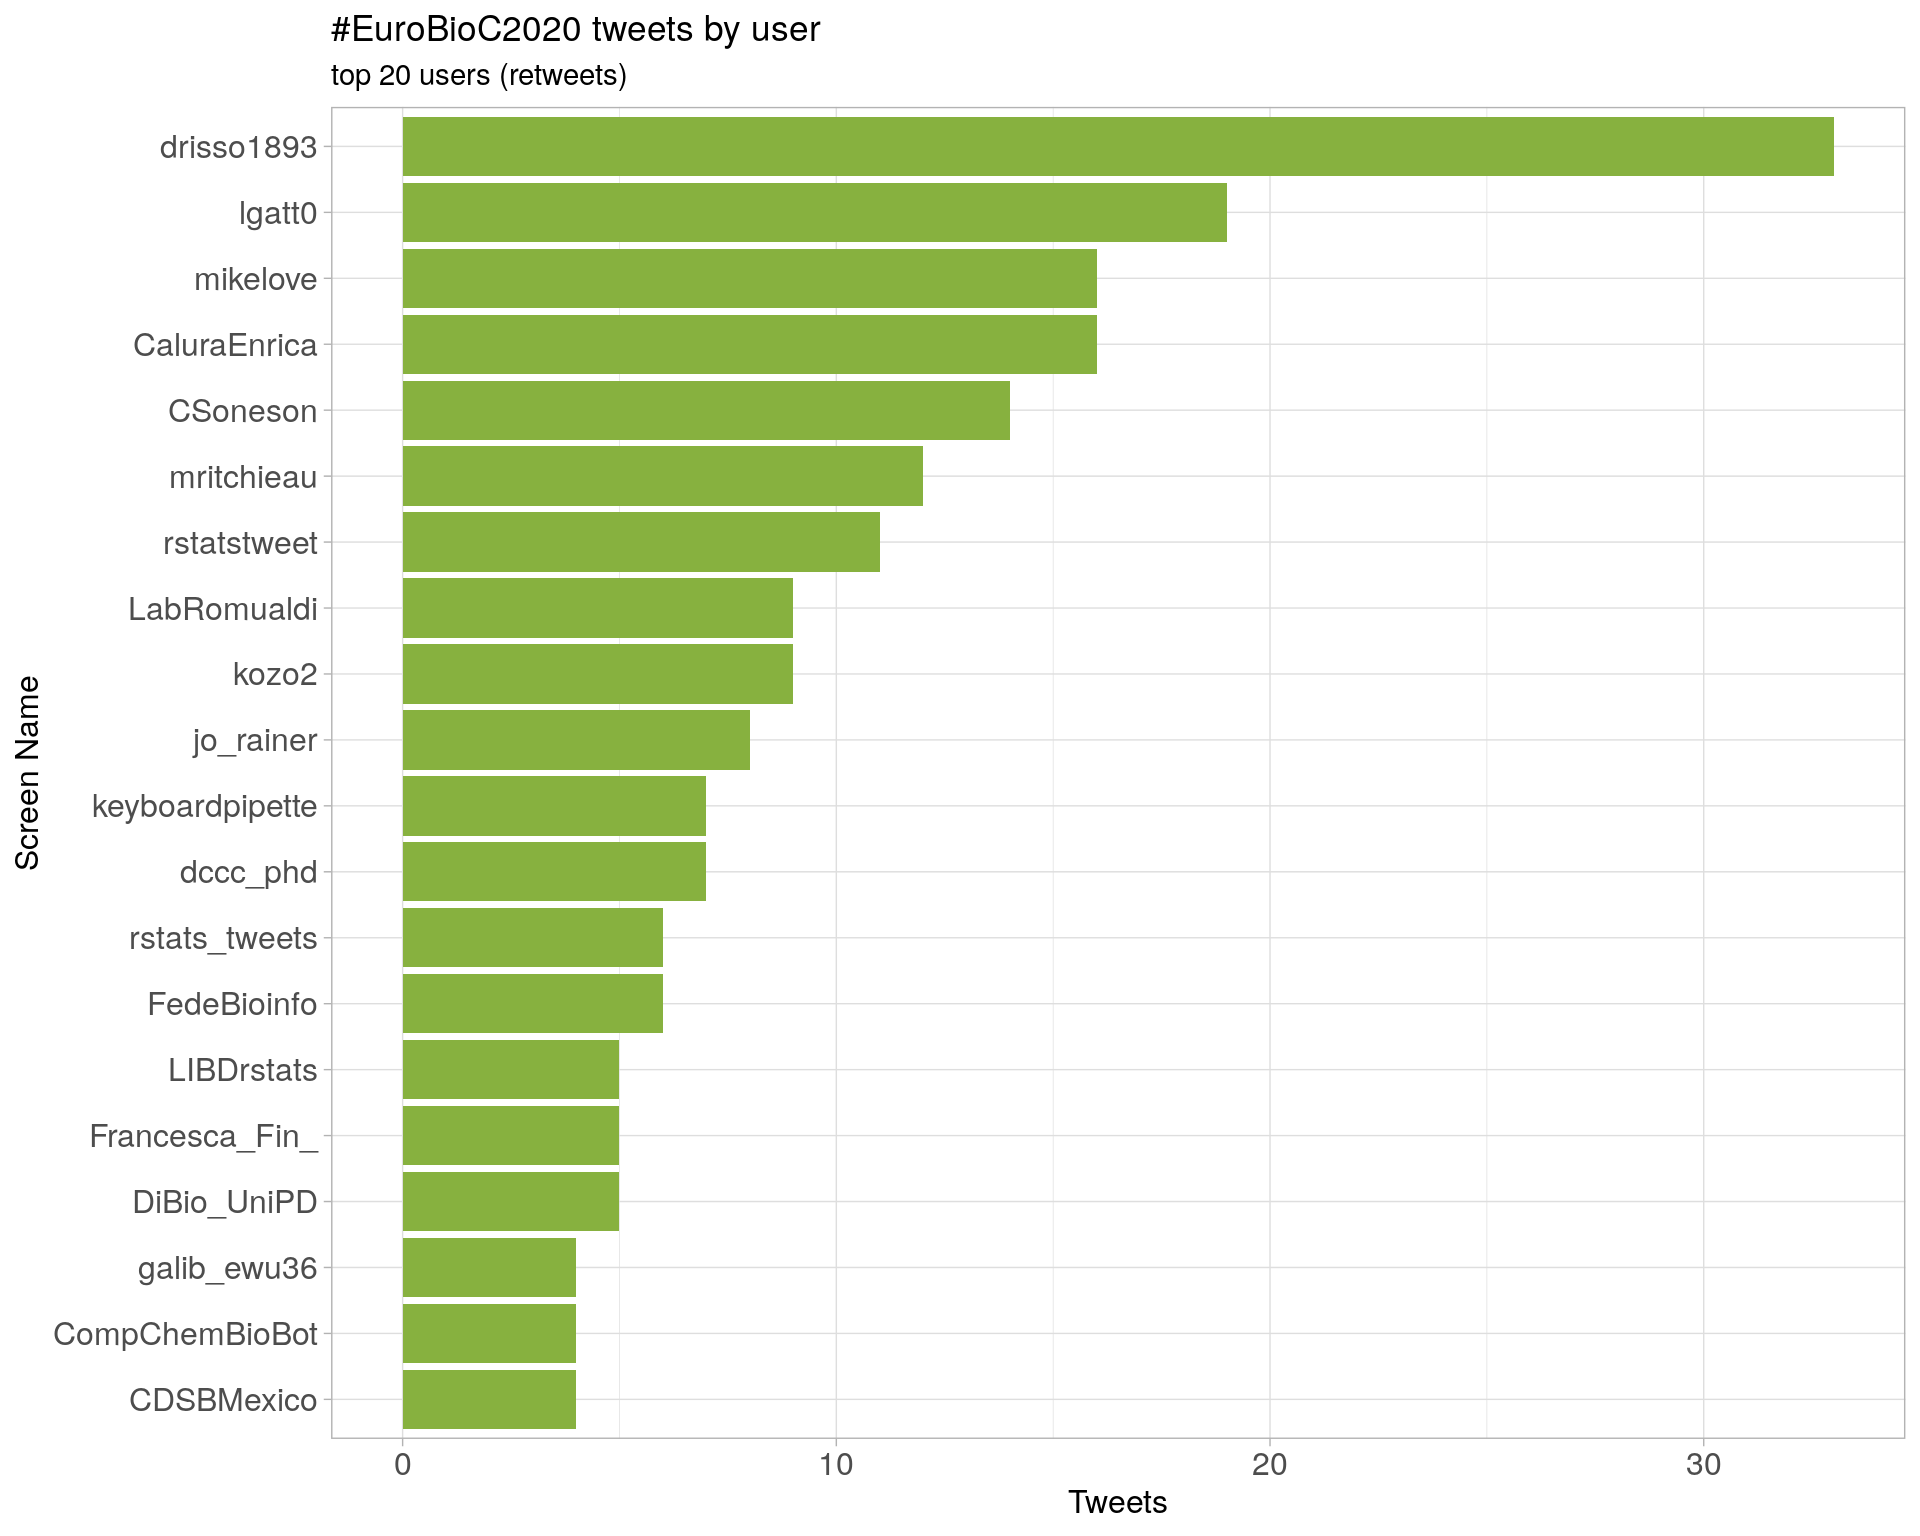 #EuroBioC2020 tweets by user
top 20 users (retweets)
drisso1893
lgatt0
mikelove
CaluraEnrica
CSoneson
mritchieau
rstatstweet
LabRomualdi
kozo2
jo_rainer
keyboardpipette
dccc_phd
rstats_tweets
FedeBioinfo
LIBDrstats
Francesca_Fin_
DiBio_UniPD
galib_ewu36
CompChemBioBot
CDSBMexico
Screen Name
0 10 20 30
Tweets